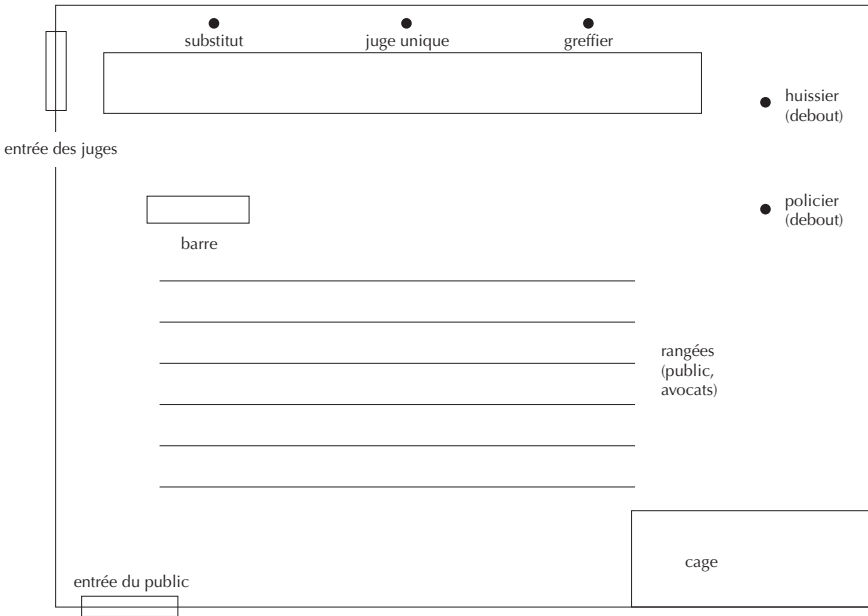 substitut
juge unique
greffier
huissier
(debout)
entrée des juges
policier
(debout)
barre
rangées
(public,
avocats)
cage
entrée du public